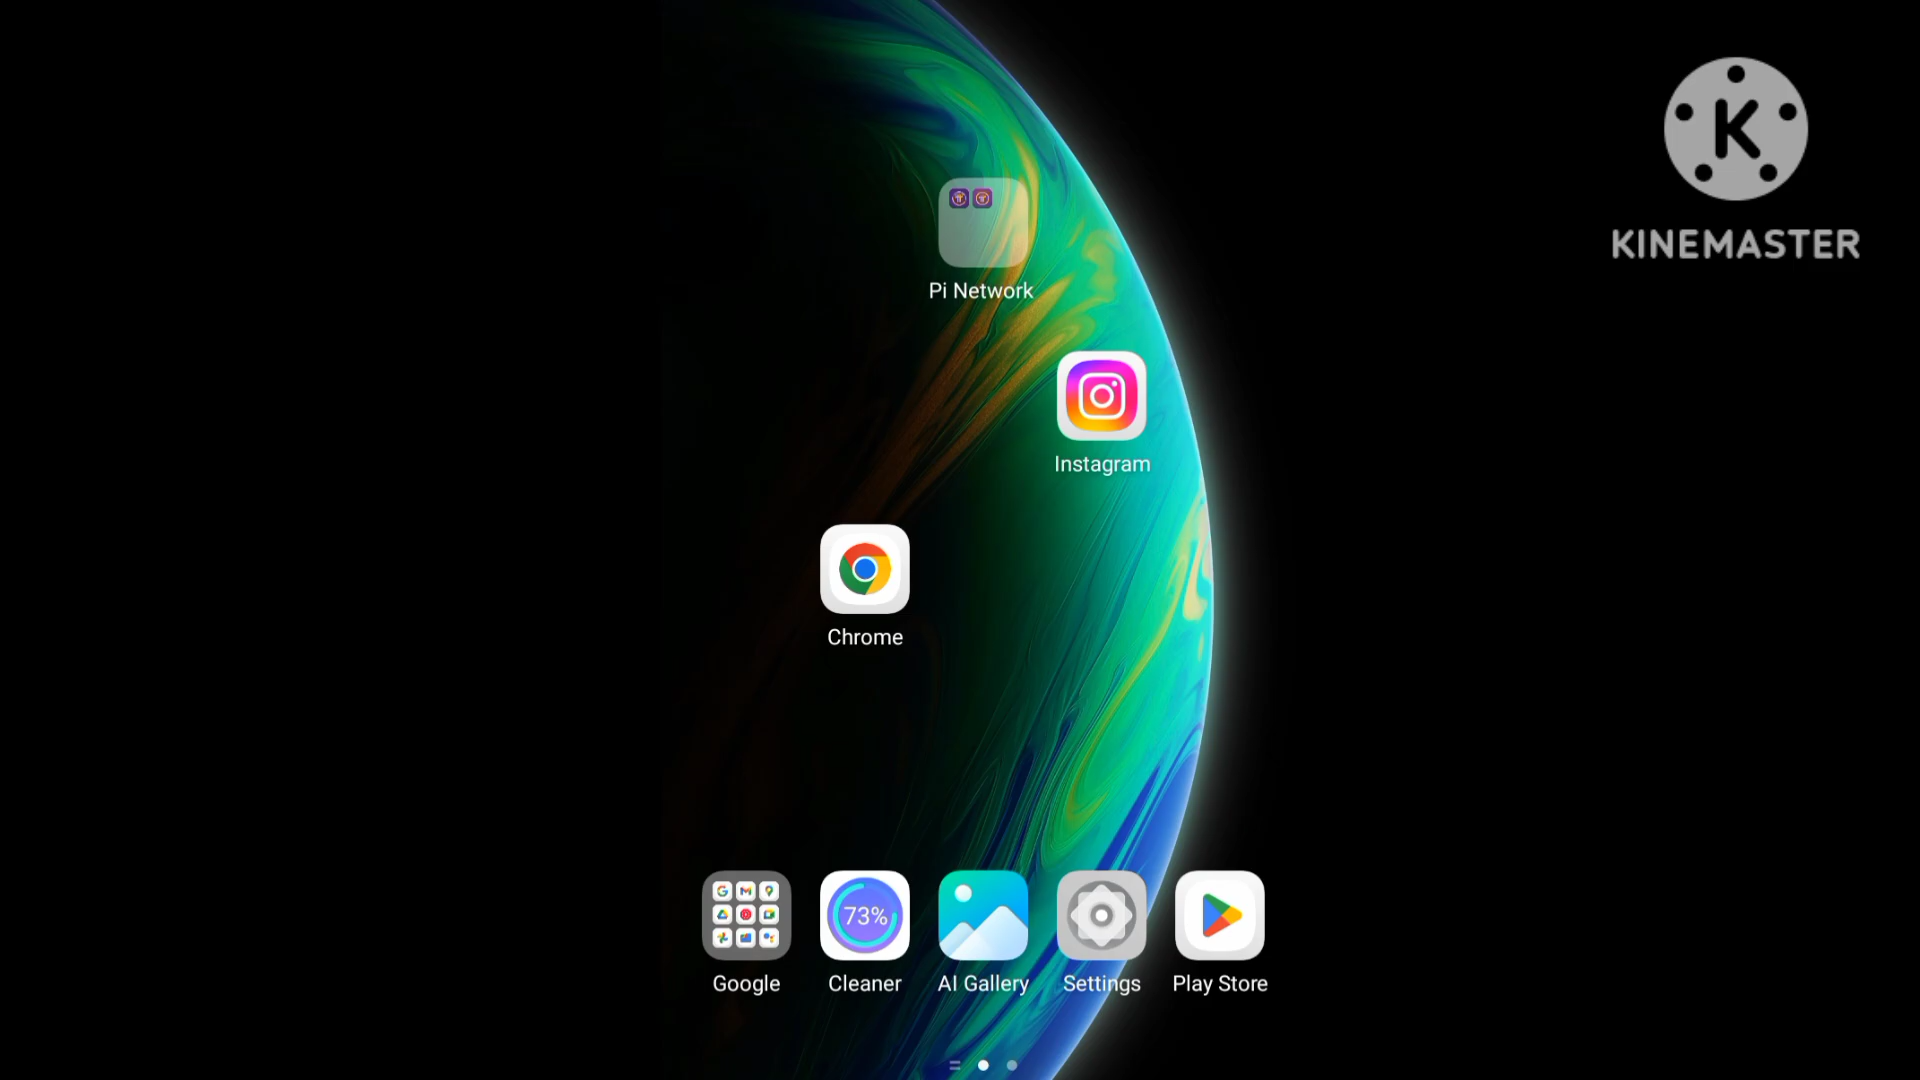 K
KINEMASTER
Pi Network
Instagram
Chrome
73%
Google
Cleaner
AI Gallery
Settings
Play Store